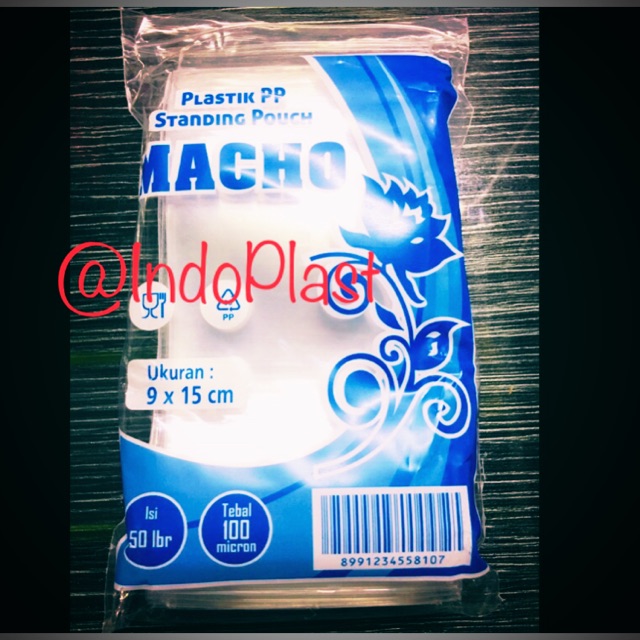 PLASTIK PP
STANDING POUCH
MACHO
@IndoPlast
PP
Ukuran :
9 x 15 cm
Isi
50 lbr
Tebal
100
micron
8991234558107